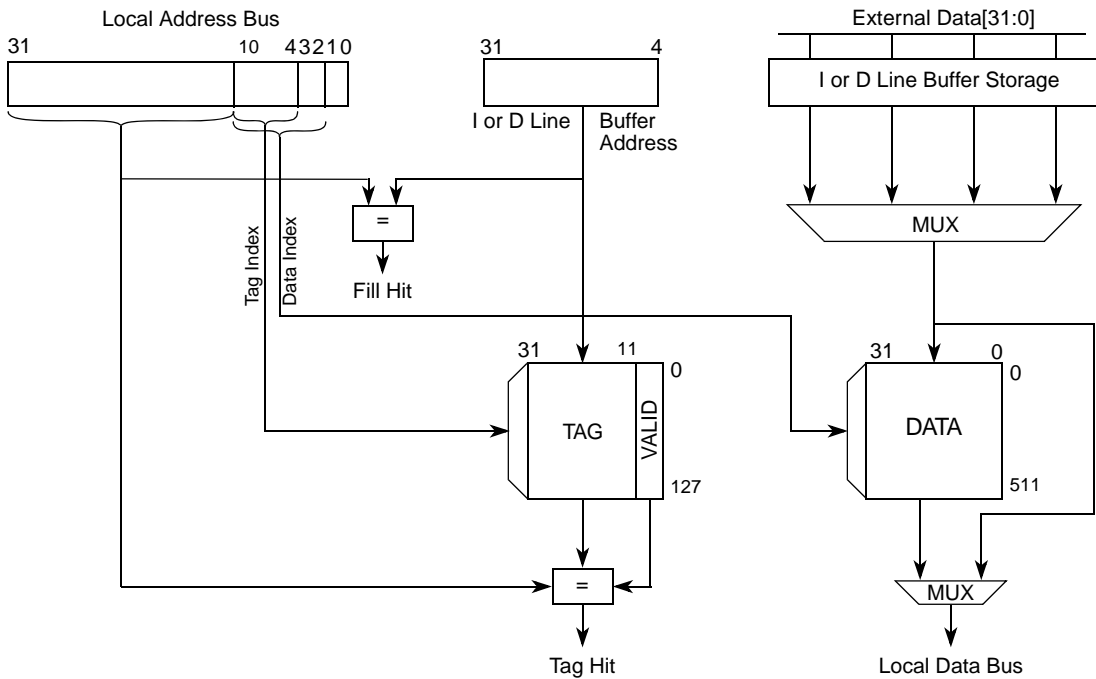 Local Address Bus
31 10 4 3 2 1 0
31 4
External Data[31:0]
I or D Line Buffer Storage
I or D Line Buffer
Address
=
MUX
Tag Index
Data Index
Fill Hit
31 11
0
TAG
VALID
127
31 0
0
DATA
511
=
MUX
Tag Hit
Local Data Bus